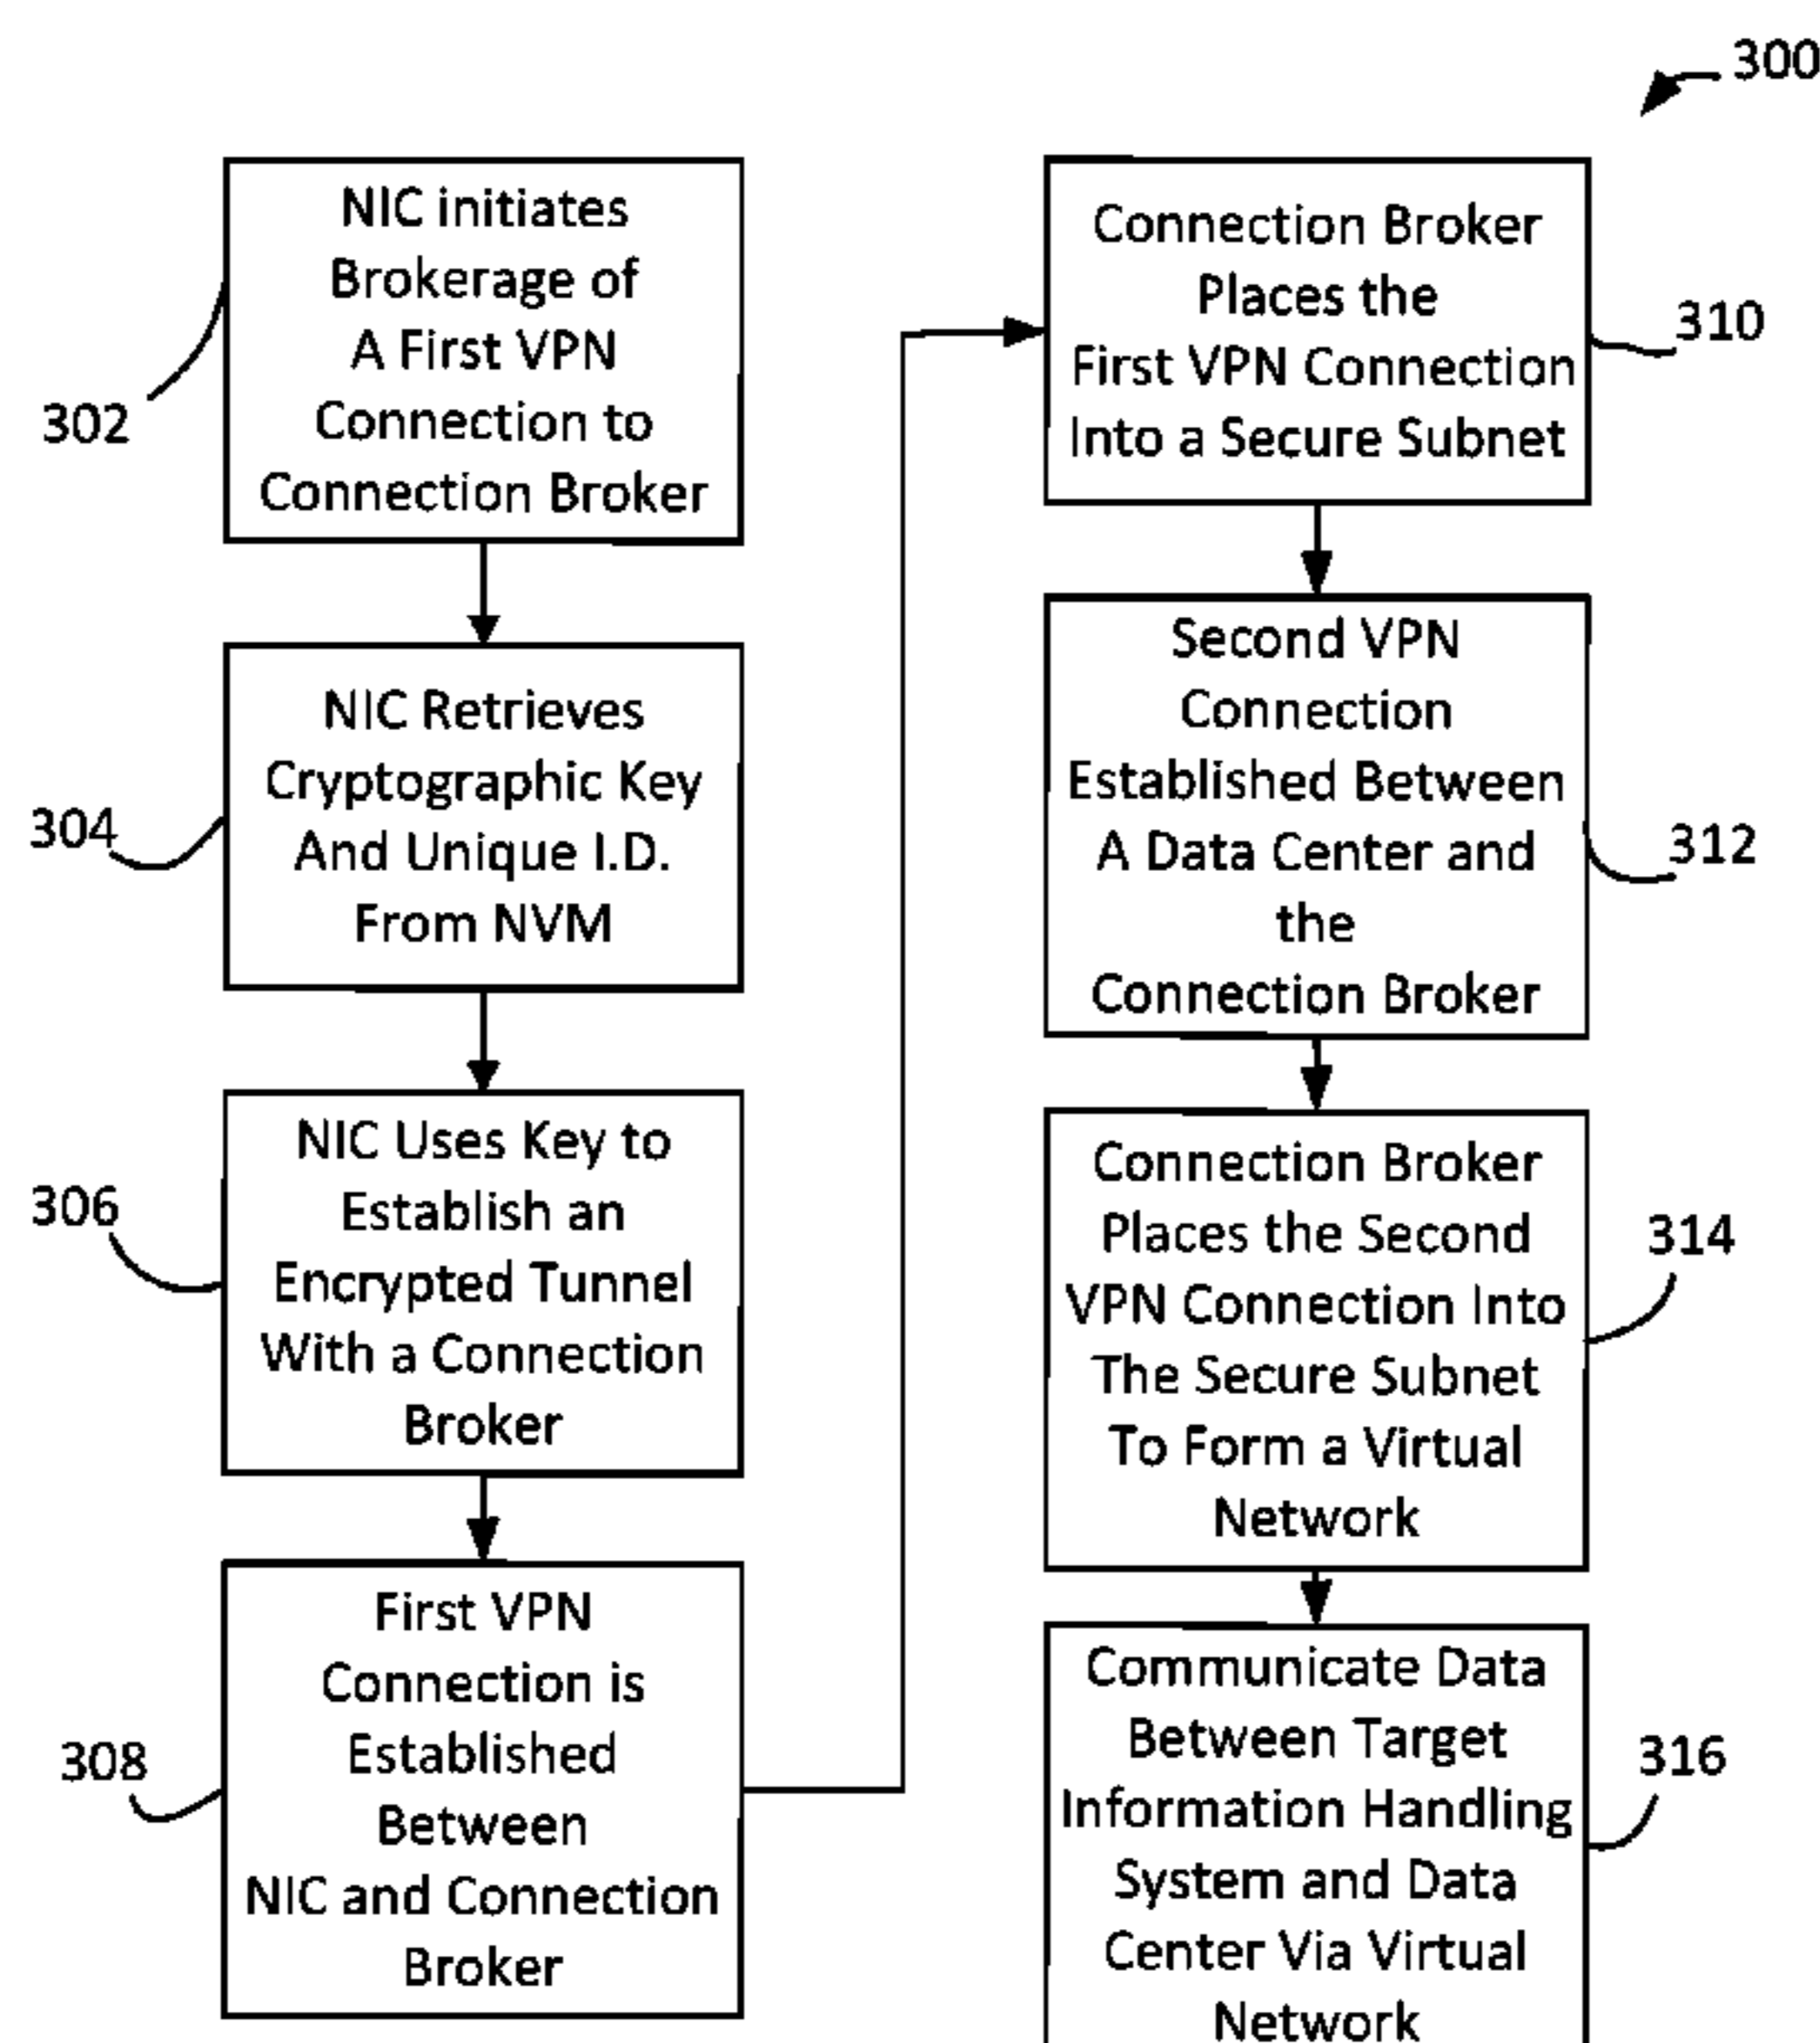 300
NIC initiates
Brokerage of
A First VPN
Connection to
Connection Broker
302
NIC Retrieves
Cryptographic Key
And Unique I.D.
From NVM
304
NIC Uses Key to
Establish an
Encrypted Tunnel
With a Connection
Broker
306
First VPN
Connection is
Established
Between
NIC and Connection
Broker
308
Connection Broker
Places the
First VPN Connection
Into a Secure Subnet
310
Second VPN
Connection
Established Between
A Data Center and
the
Connection Broker
312
Connection Broker
Places the Second
VPN Connection Into
The Secure Subnet
To Form a Virtual
Network
314
Communicate Data
Between Target
Information Handling
System and Data
Center Via Virtual
Network
316